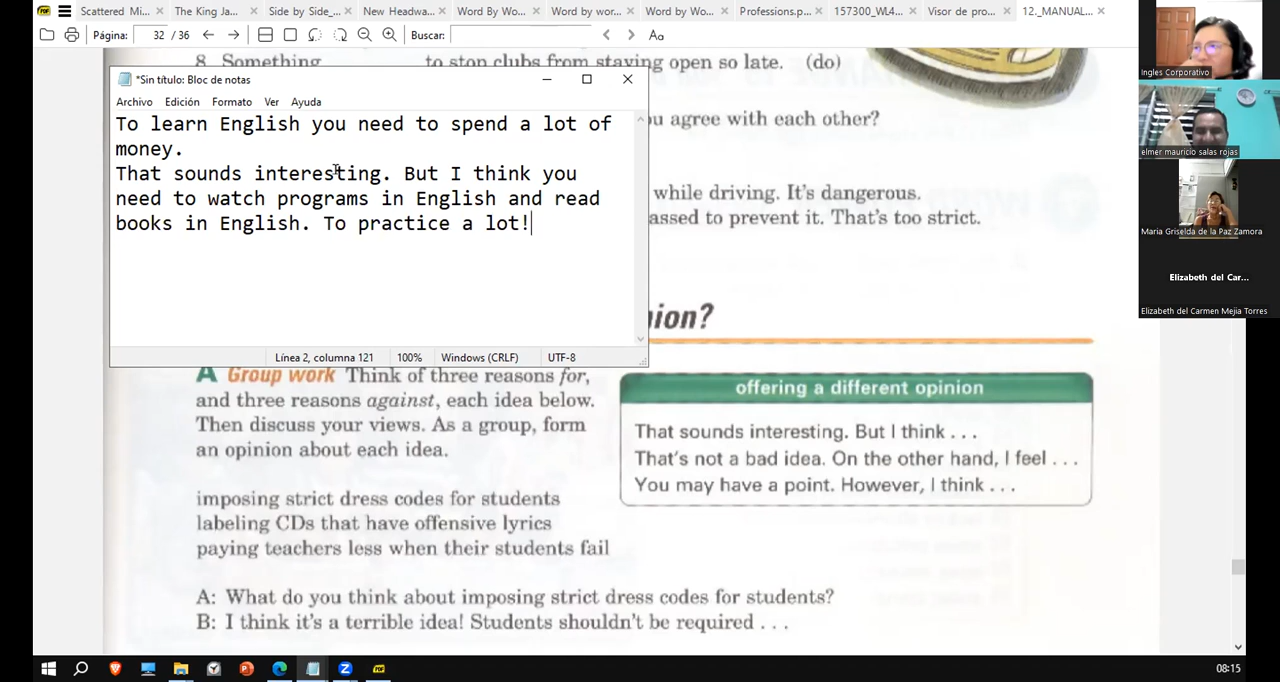 Scattered Mi...
The King Ja...
Side by Side_...
New Headwa...
Word By Wo...
Word by wor...
Word by Wo...
Professions.p...
157300_WL4...
Visor de pro...
12._MANUAL...
Página: 32 / 36
Buscar:
Aa
8 Something to stop clubs from staying open so late. (do)
*Sin título: Bloc de notas
Archivo Edición Formato Ver Ayuda
To learn English you need to spend a lot of
money.
That sounds interesting. But I think you
need to watch programs in English and read
books in English. To practice a lot!
Línea 2, columna 121 100% Windows (CRLF) UTF-8
ou agree with each other?
while driving. It's dangerous.
assed to prevent it. That's too strict.
nion?
A Group work Think of three reasons for,
and three reasons against, each idea below.
Then discuss your views. As a group, form
an opinion about each idea.
offering a different opinion
That sounds interesting. But I think . . .
That's not a bad idea. On the other hand, I feel . . .
You may have a point. However, I think . . .
imposing strict dress codes for students
labeling CDs that have offensive lyrics
paying teachers less when their students fail
A: What do you think about imposing strict dress codes for students?
B: I think it's a terrible idea! Students shouldn't be required . . .
Ingles Corporativo
elmer mauricio salas rojas
Maria Griselda de la Paz Zamora
Elizabeth del Car...
Elizabeth del Carmen Mejia Torres
08:15